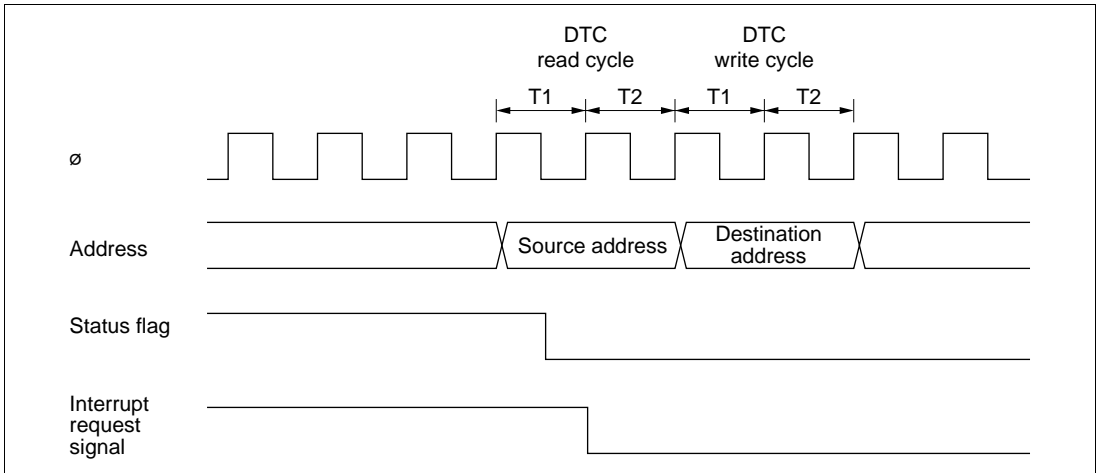 DTC
read cycle
DTC
write cycle
T1
T2
T1
T2
ø
Address
Source address
Destination
address
Status flag
Interrupt
request
signal